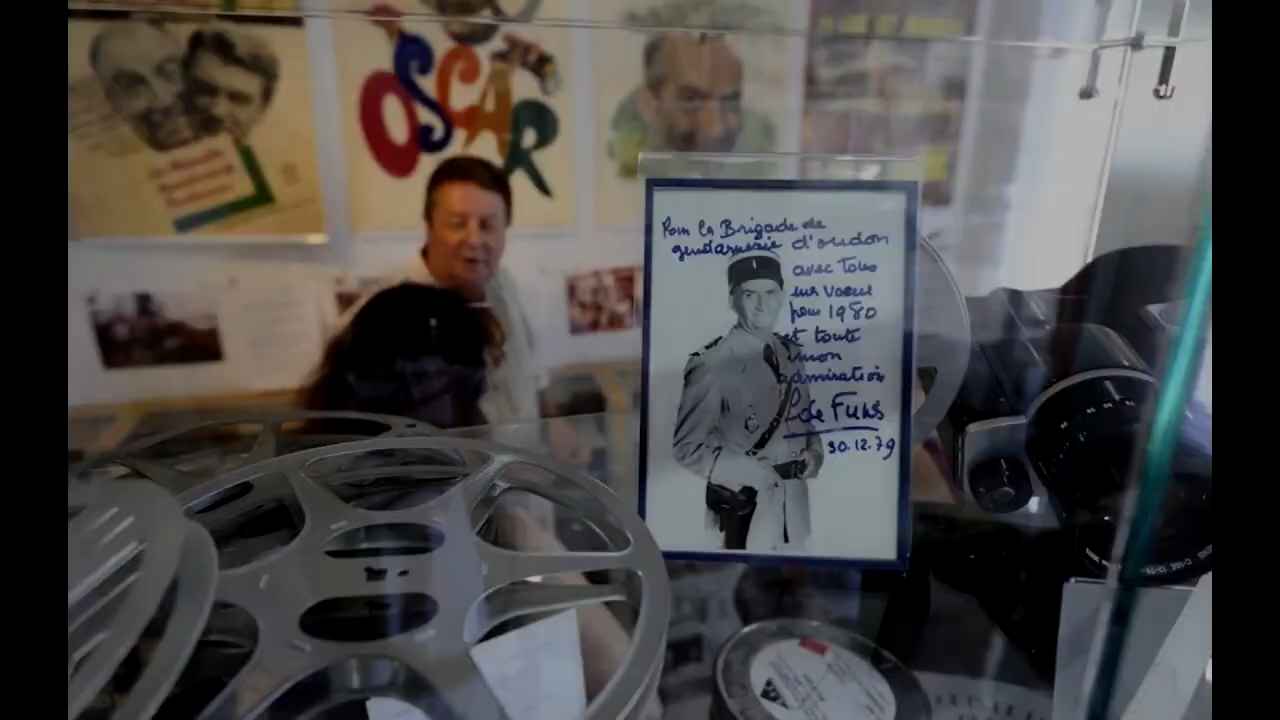 OSCAR
Pour la Brigade de
gendarmerie d'oudon
avec tous
mes voeux
pour 1980
et toute
mon
admiration
L de Funès
30.12.79